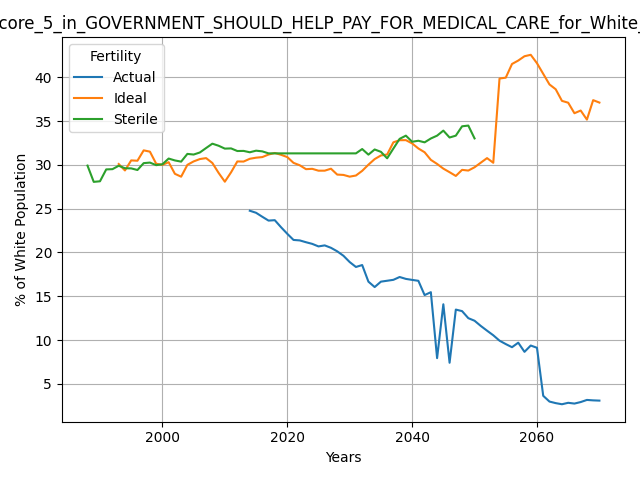 core_5_in_GOVERNMENT_SHOULD_HELP_PAY_FOR_MEDICAL_CARE_for_White_
Fertility
Actual
Ideal
Sterile
% of White Population
40
35
30
25
20
15
10
5
2000 2020 2040 2060
Years